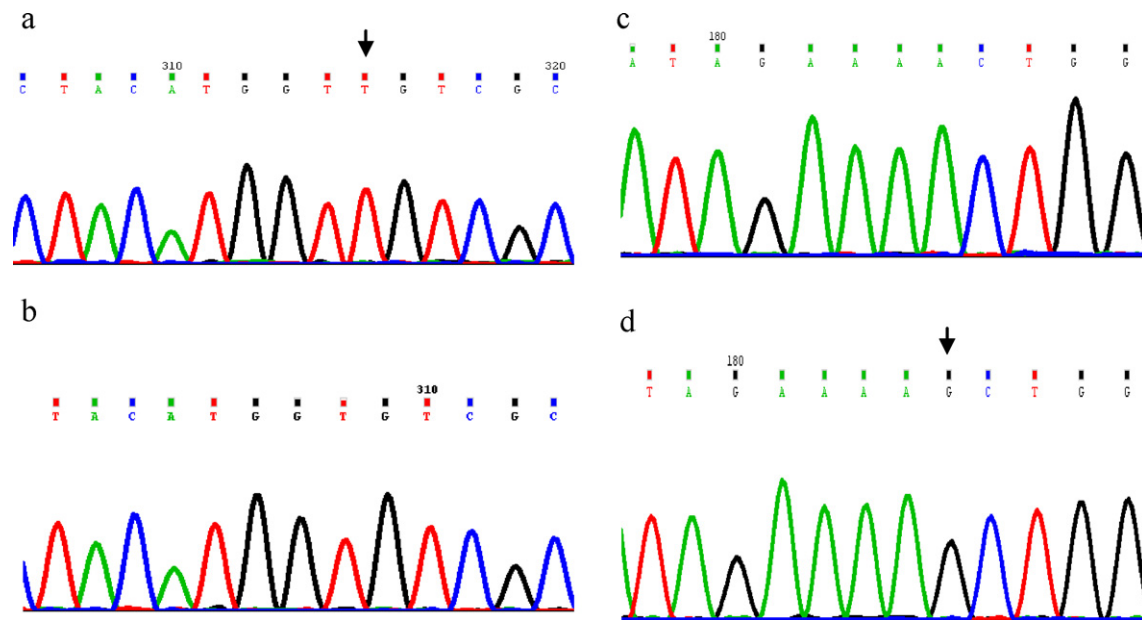 a
310 320
C T A C A T G G T T G T C G C
b
310
T A C A T G G T G T C G C
c
180
A T A G A A A A C T G G
d
180
T A G A A A A G C T G G